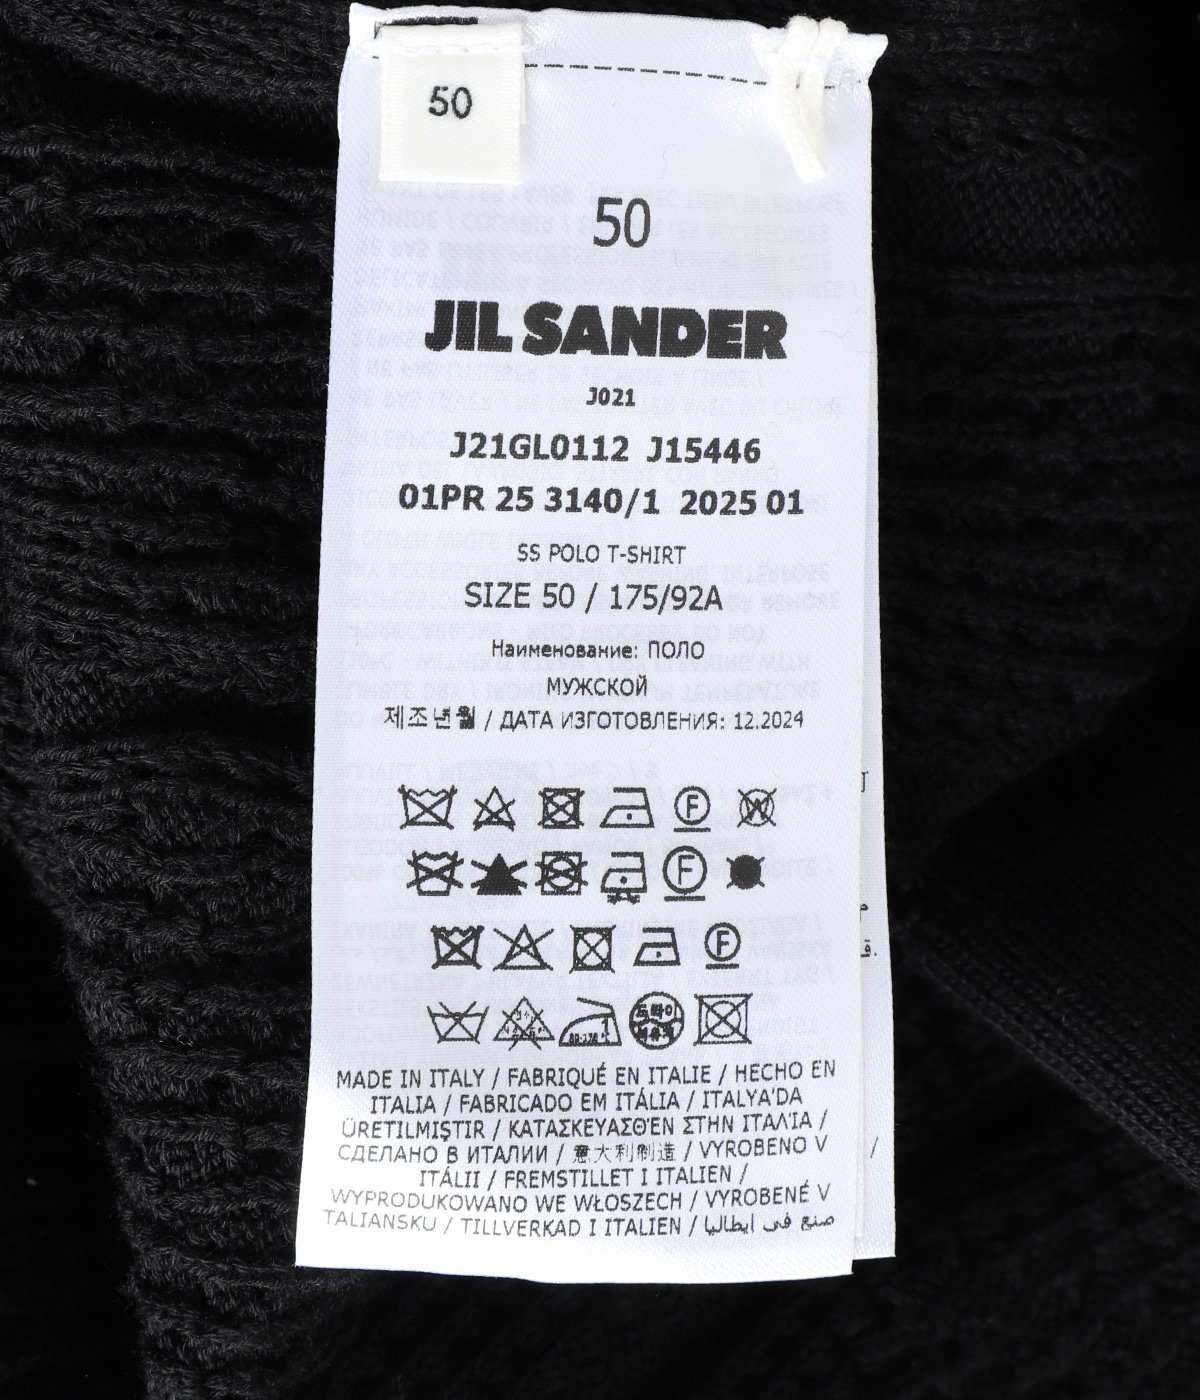 50
50
JIL SANDER
J021
J21GL0112 J15446
01PR 25 3140/1 2025 01
SS POLO T-SHIRT
SIZE 50 / 175/92A
Наименование: ПОЛО
МУЖСКОЙ
제조년월 / ДАТА ИЗГОТОВЛЕНИЯ: 12.2024
F W
F
F
드라이
MADE IN ITALY / FABRIQUÉ EN ITALIE / HECHO EN
ITALIA / FABRICADO EM ITÁLIA / ITALYA'DA
ÜRETILMIŞTIR / ΚΑΤΑΣΚΕΥΑΣΘΈΝ ΣΤΗΝ ΙΤΑΛΊΑ /
СДЕЛАНО В ИТАЛИИ / 意大利制造 / VYROBENO V
ITÁLII / FREMSTILLET I ITALIEN /
WYPRODUKOWANO WE WŁOSZECH / VYROBENÉ V
TALIANSKU / TILLVERKAD I ITALIEN / صنع في ايطاليا